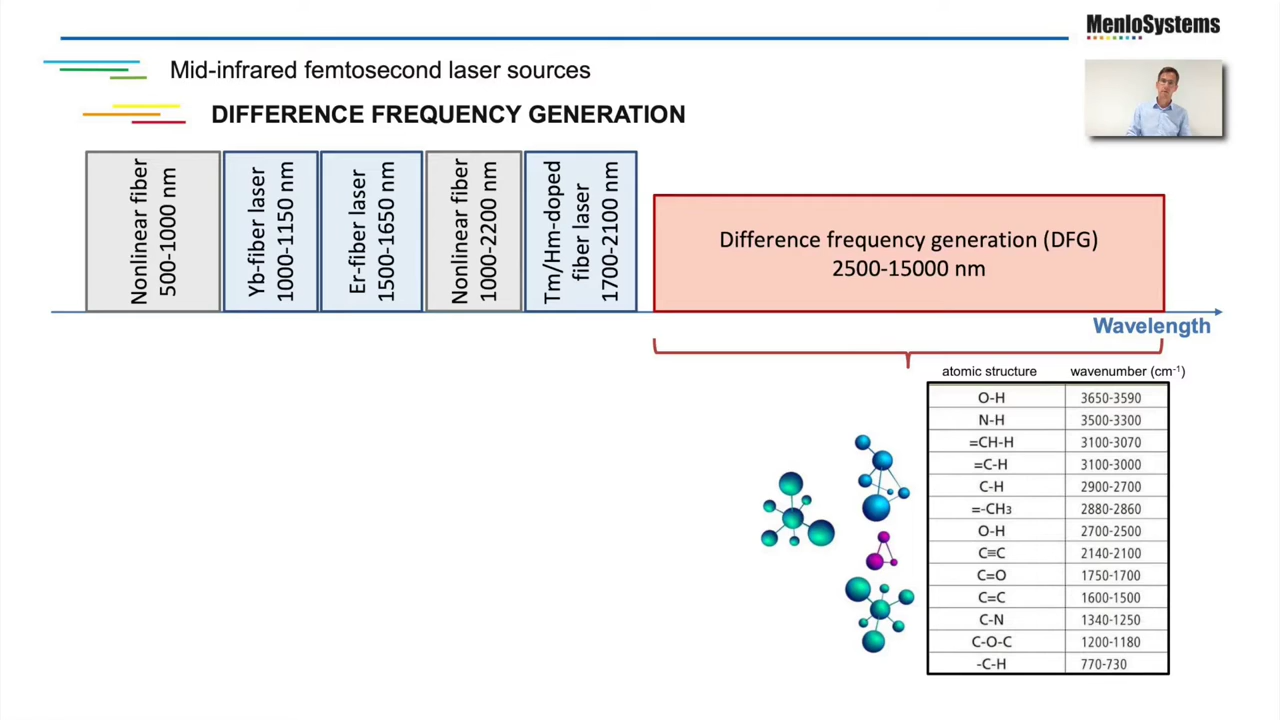 MenloSystems
Mid-infrared femtosecond laser sources
DIFFERENCE FREQUENCY GENERATION
Nonlinear fiber
500-1000 nm
Yb-fiber laser
1000-1150 nm
Er-fiber laser
1500-1650 nm
Nonlinear fiber
1000-2200 nm
Tm/Hm-doped
fiber laser
1700-2100 nm
Difference frequency generation (DFG)
2500-15000 nm
Wavelength
atomic structure wavenumber (cm⁻¹)
O-H 3650-3590
N-H 3500-3300
=CH-H 3100-3070
=C-H 3100-3000
C-H 2900-2700
=-CH₃ 2880-2860
O-H 2700-2500
C≡C 2140-2100
C=O 1750-1700
C=C 1600-1500
C-N 1340-1250
C-O-C 1200-1180
-C-H 770-730